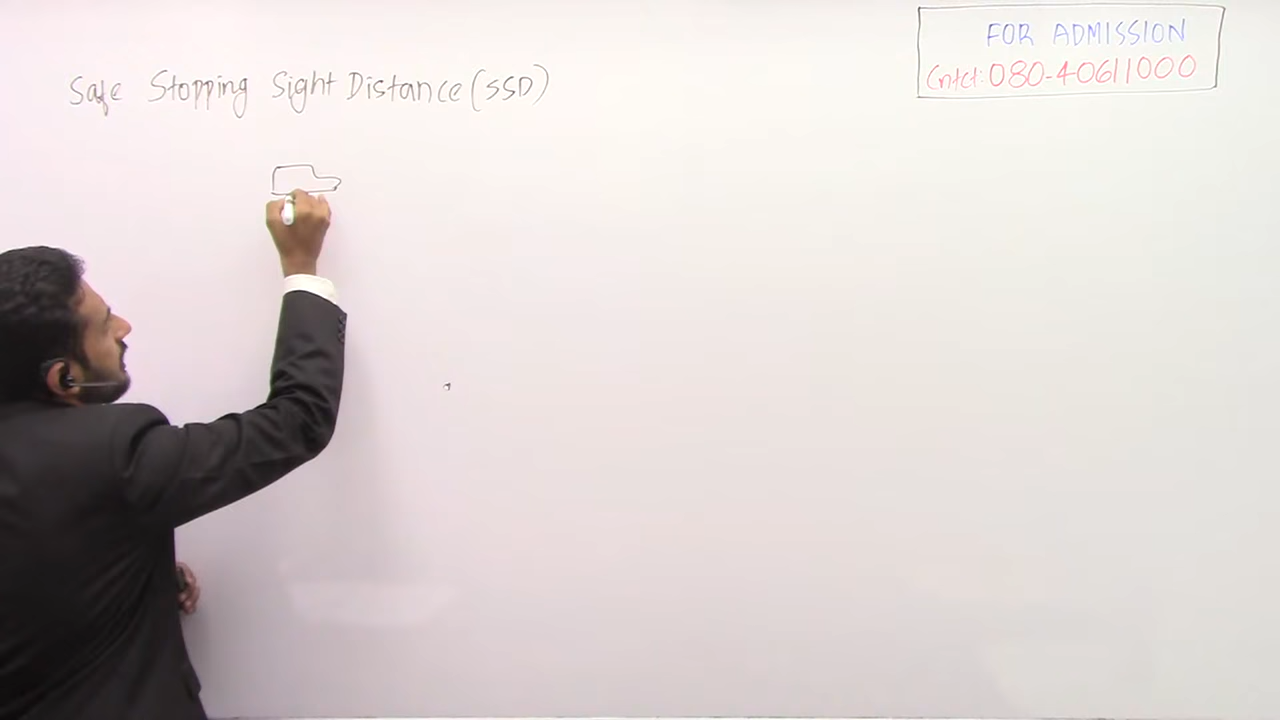 FOR ADMISSION
Cntct: 080-40611000
Safe Stopping Sight Distance (SSD)